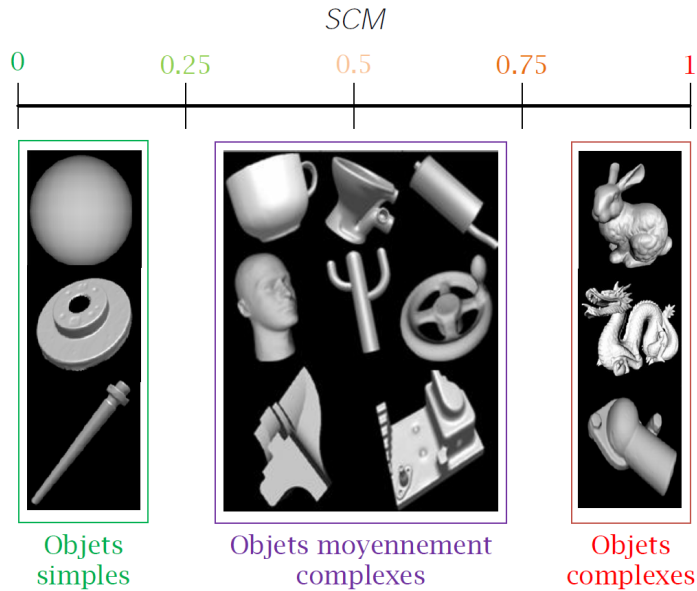 SCM
0 0.25 0.5 0.75 1
Objets
simples
Objets moyennement
complexes
Objets
complexes